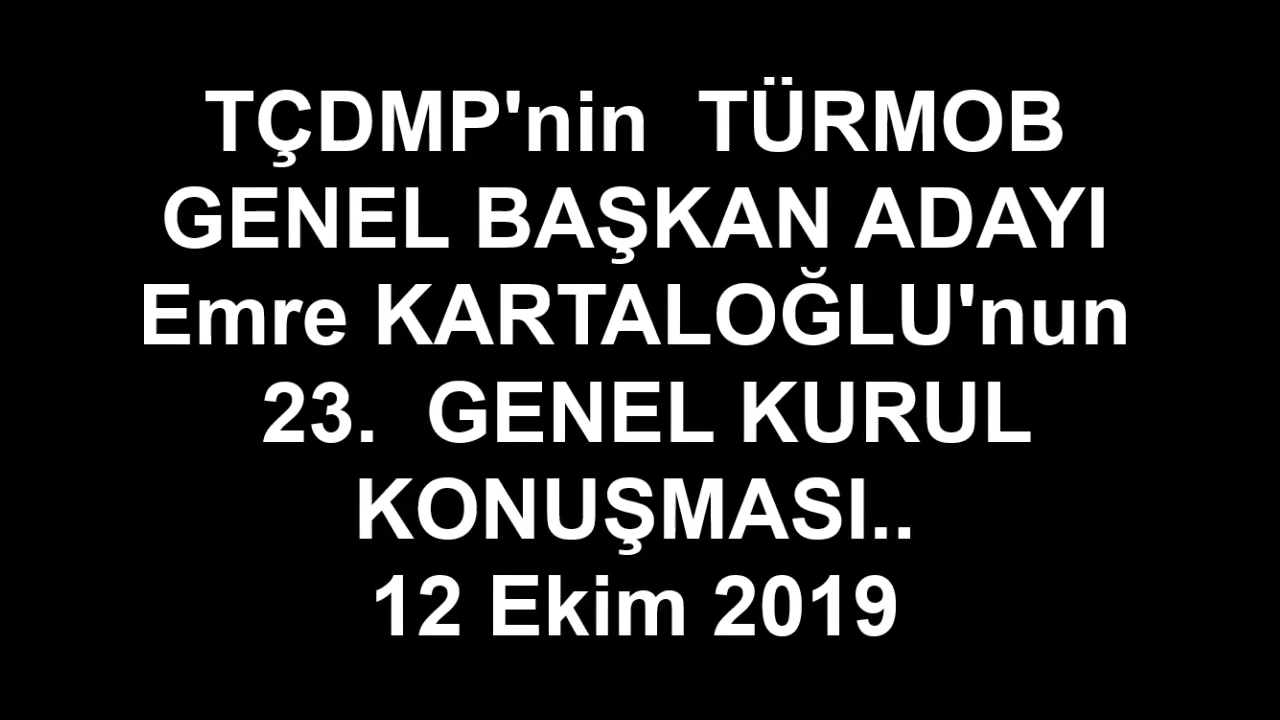 TÇDMP'nin  TÜRMOB
GENEL BAŞKAN ADAYI
Emre KARTALOĞLU'nun
23.  GENEL KURUL
KONUŞMASI..
12 Ekim 2019